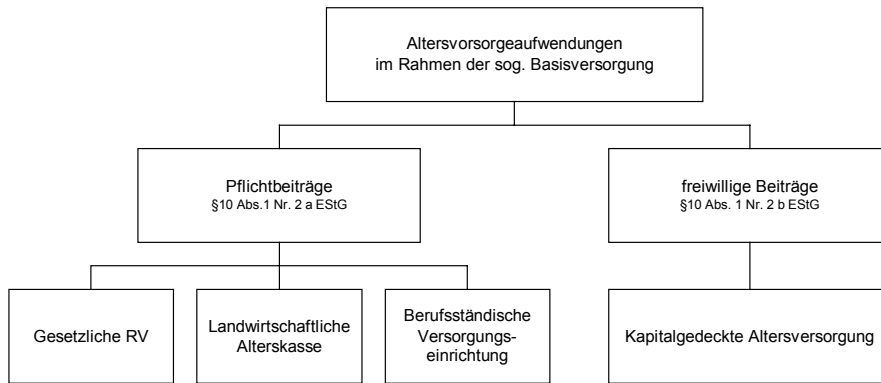 Altersvorsorgeaufwendungen
im Rahmen der sog. Basisversorgung
Pflichtbeiträge
§10 Abs.1 Nr. 2 a EStG
freiwillige Beiträge
§10 Abs. 1 Nr. 2 b EStG
Gesetzliche RV
Landwirtschaftliche
Alterskasse
Berufsständische
Versorgungs-
einrichtung
Kapitalgedeckte Altersversorgung